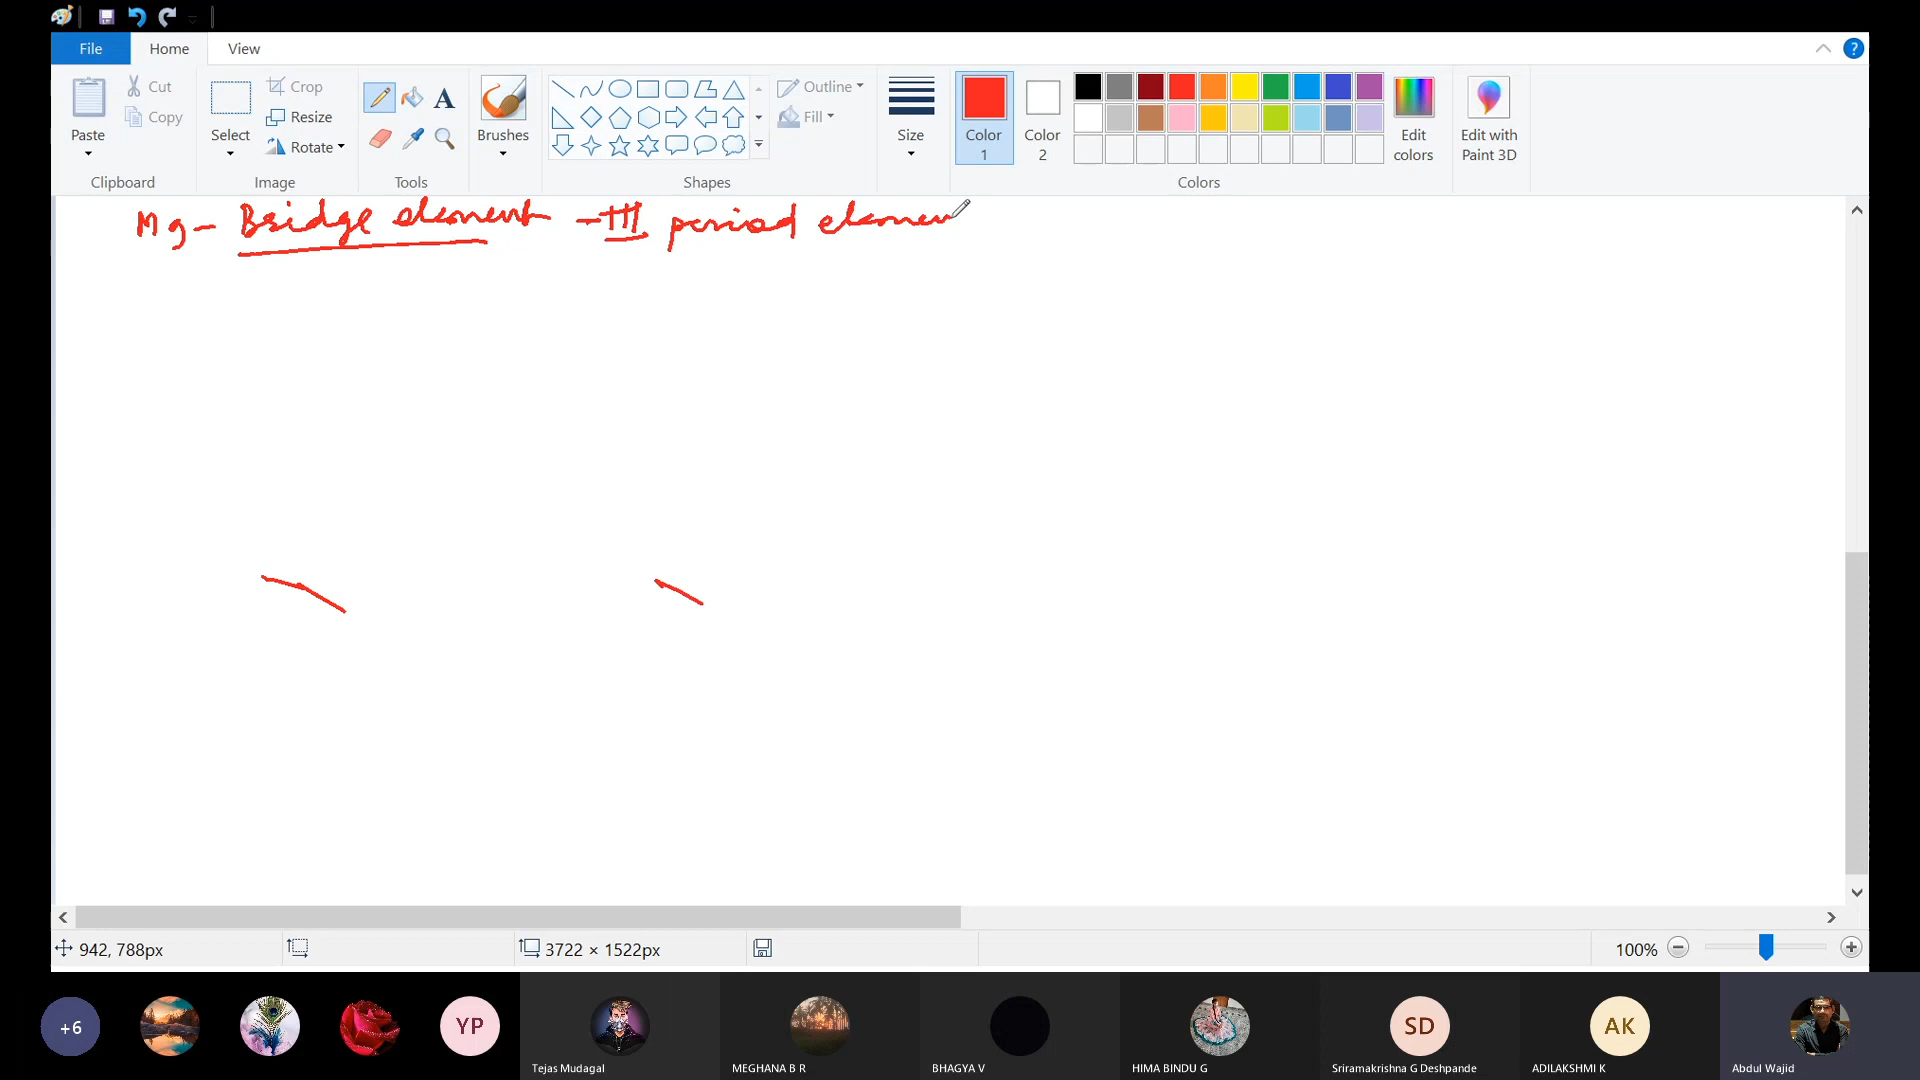 File
Home
View
Paste
Cut
Copy
Clipboard
Select
Crop
Resize
Rotate
Image
A
Tools
Brushes
Outline
Fill
Shapes
Size
Color
1
Color
2
Edit
colors
Edit with
Paint 3D
Colors
?
Mg - Bridge element - III period elemen
942, 788px
3722 × 1522px
100%
+6
YP
Tejas Mudagal
MEGHANA B R
BHAGYA V
HIMA BINDU G
SD
Sriramakrishna G Deshpande
AK
ADILAKSHMI K
Abdul Wajid